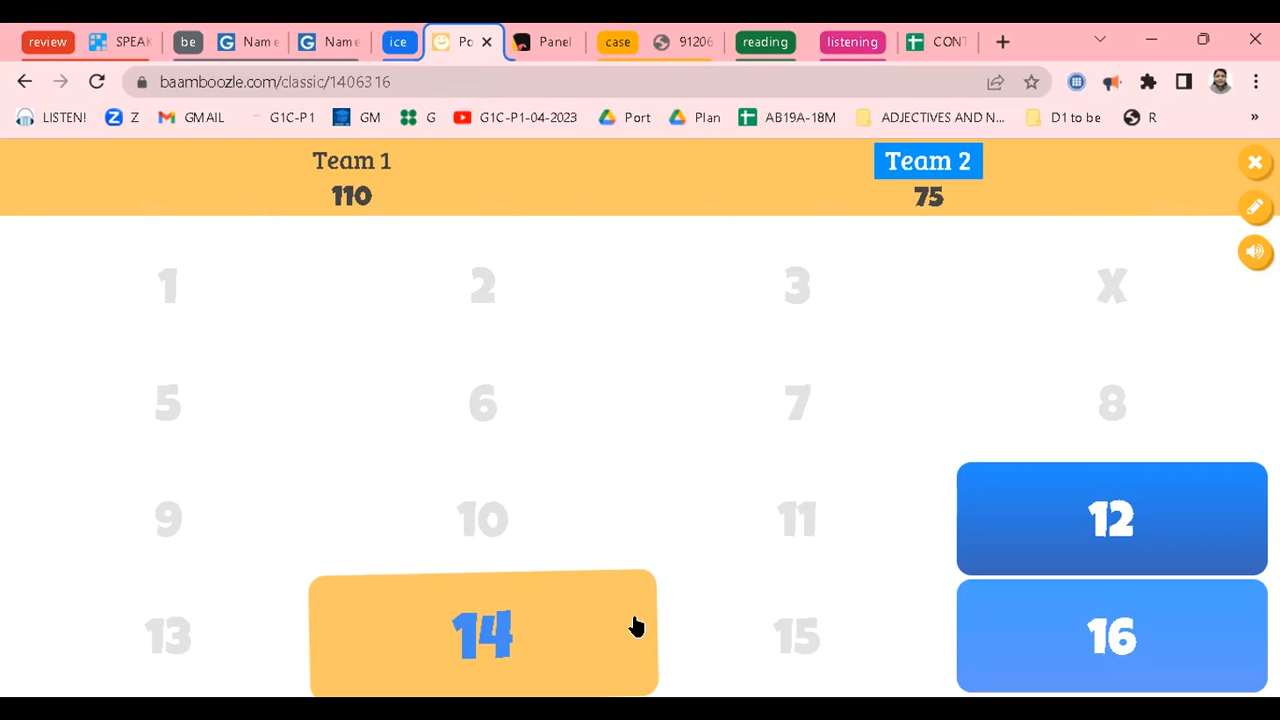 review SPEAK be Name Name ice Po Panel case 91206 reading listening CONT
baamboozle.com/classic/1406316
LISTEN! Z GMAIL G1C-P1 GM G G1C-P1-04-2023 Port Plan AB19A-18M ADJECTIVES AND N... D1 to be R »
Team 1 Team 2
110 75
1 2 3 X
5 6 7 8
9 10 11 12
13 14 15 16